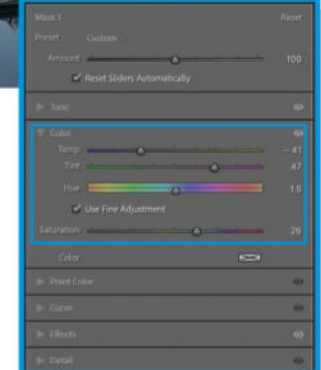 Mask 1 Reset
Preset Custom
Amount 100
Reset Sliders Automatically
Tone
Color
Temp – 41
Tint 47
Hue 1.5
Use Fine Adjustment
Saturation 26
Color
Point Color
Curve
Effects
Detail